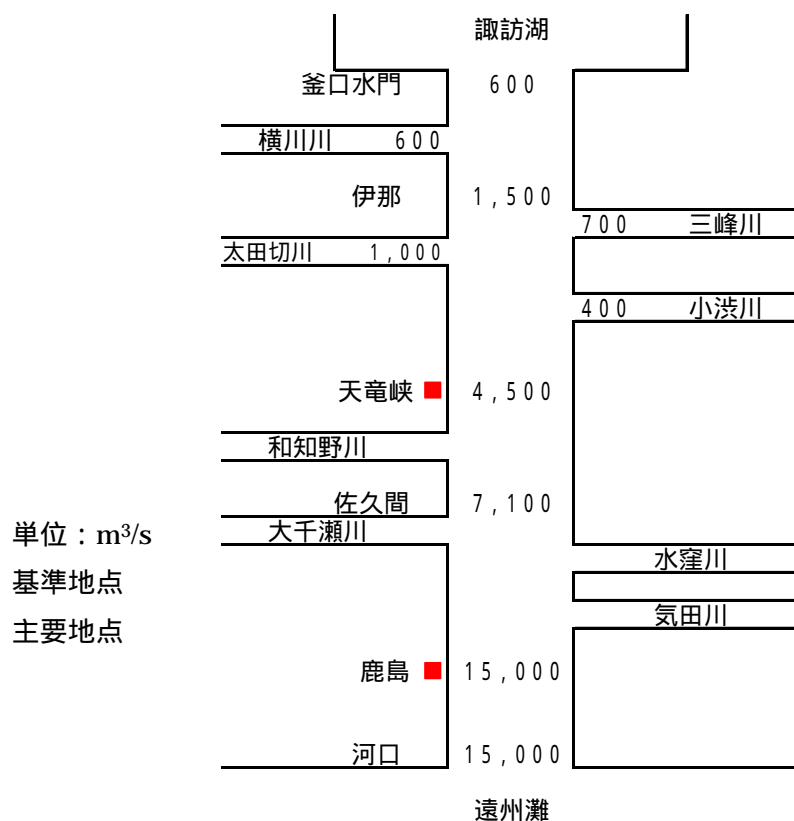 諏訪湖
釜口水門 600
横川川 600
伊那 1,500
700 三峰川
太田切川 1,000
400 小渋川
天竜峡 ■ 4,500
和知野川
佐久間 7,100
大千瀬川
単位：m³/s
水窪川
基準地点
気田川
主要地点
鹿島 ■ 15,000
河口 15,000
遠州灘